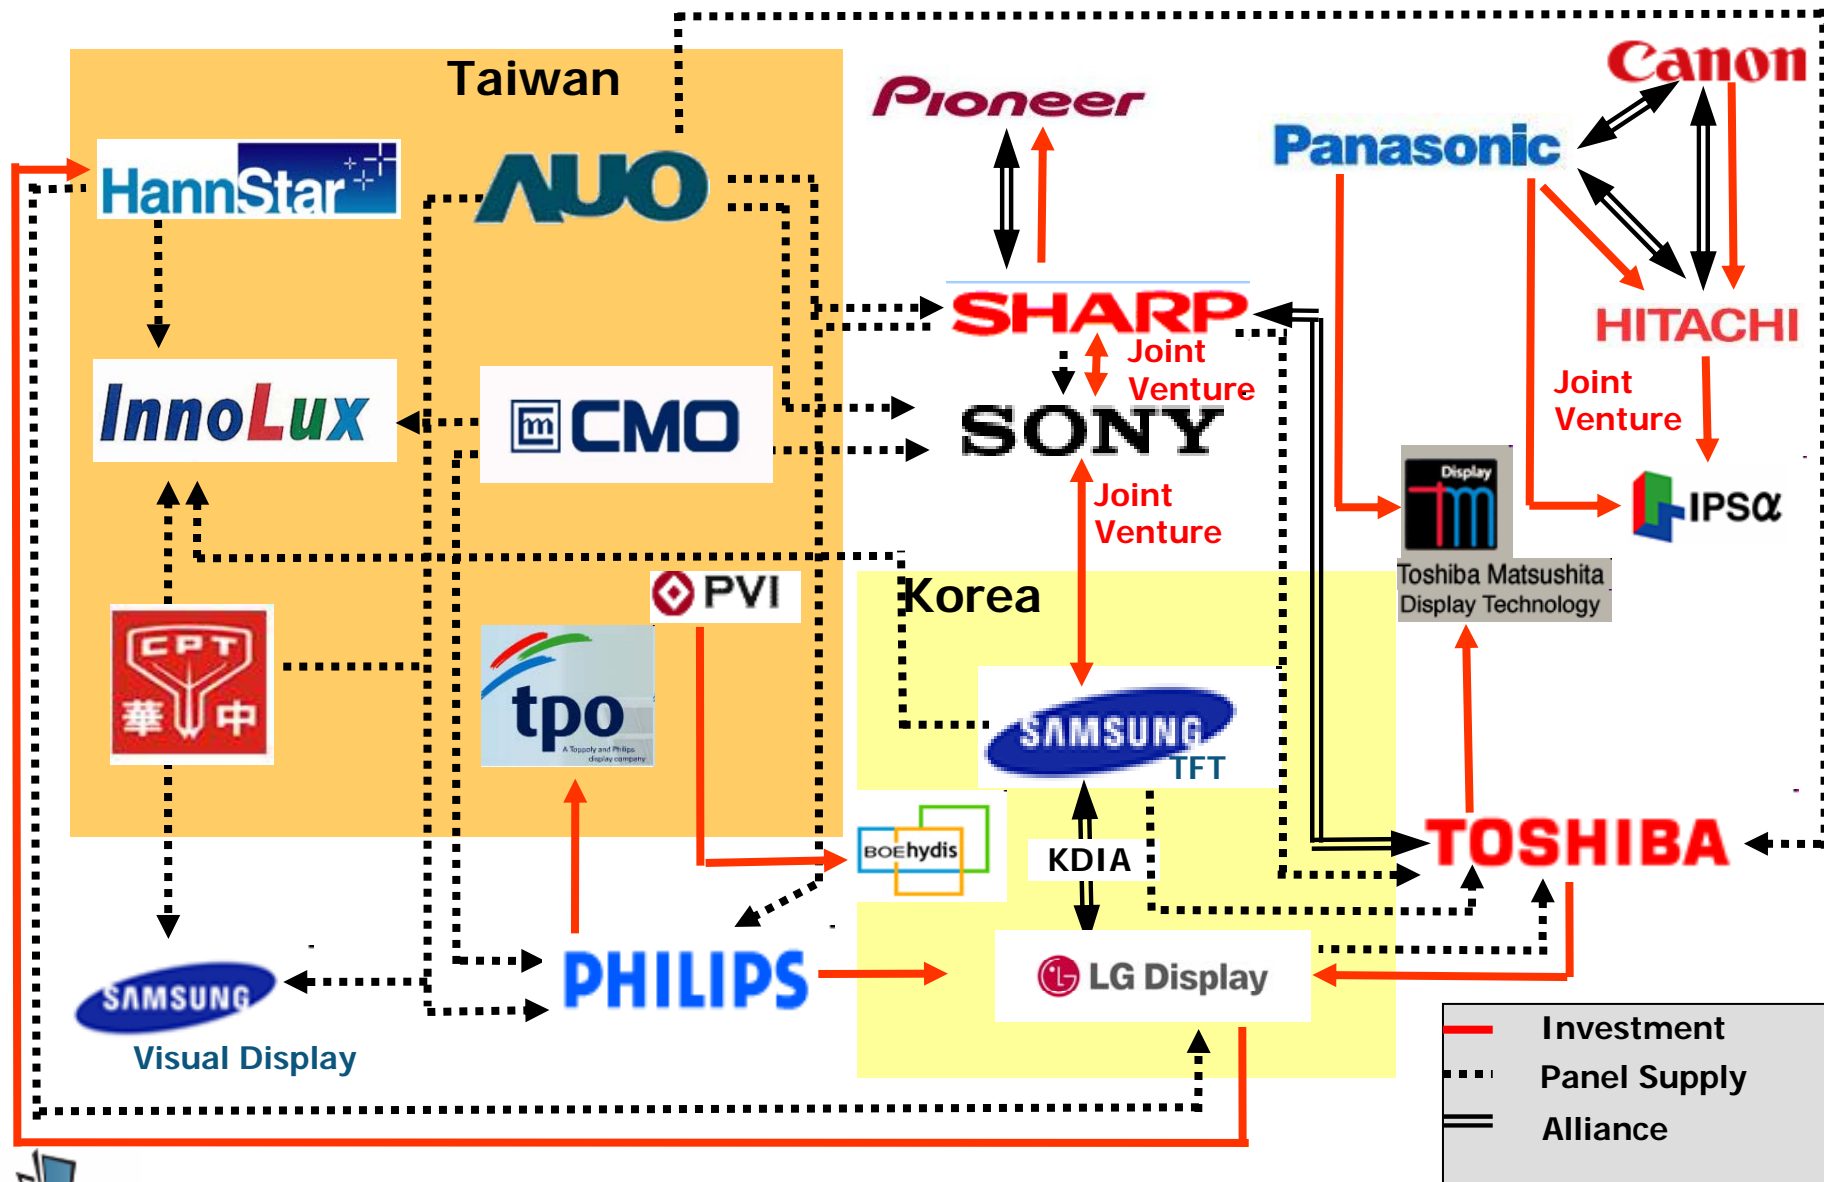 Taiwan
Canon
Pioneer
Panasonic
HannStar
AUO
SHARP
HITACHI
Joint
Venture
InnoLux
CMO
SONY
Joint
Venture
Display
IPSα
Joint
Venture
Toshiba Matsushita
Display Technology
PVI
Korea
CPT
華 中
tpo
A Toppoly and Philips
display company
SAMSUNG
TFT
TOSHIBA
BOEhydis
KDIA
PHILIPS
LG Display
SAMSUNG
Visual Display
Investment
Panel Supply
Alliance